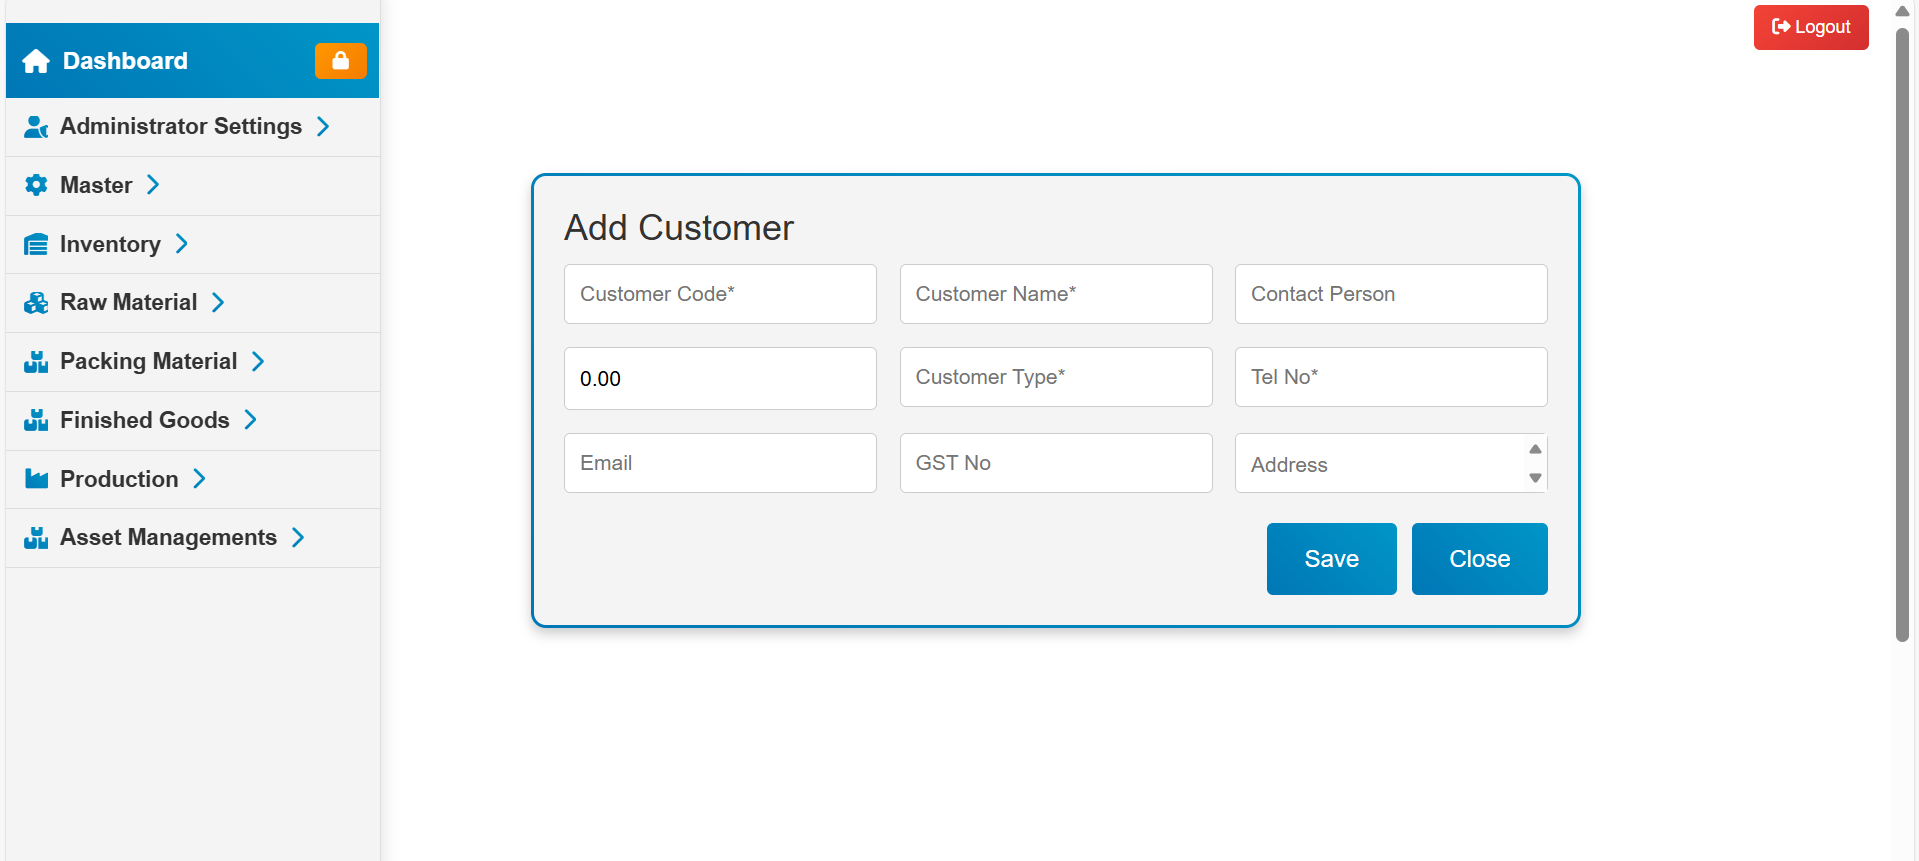 Dashboard
Logout
Administrator Settings
Master
Inventory
Raw Material
Packing Material
Finished Goods
Production
Asset Managements
Add Customer
Customer Code*
Customer Name*
Contact Person
0.00
Customer Type*
Tel No*
Email
GST No
Address
Save
Close